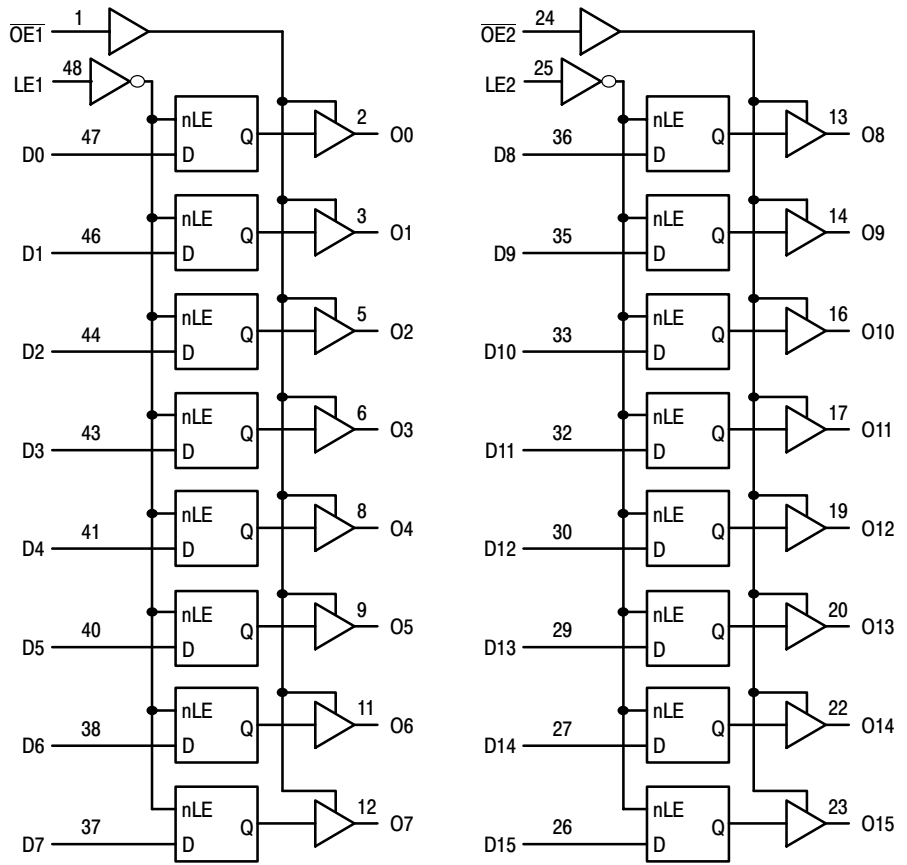 OE1 1
LE1 48
nLE
Q 2 O0
D0 47 D
nLE
Q 3 O1
D1 46 D
nLE
Q 5 O2
D2 44 D
nLE
Q 6 O3
D3 43 D
nLE
Q 8 O4
D4 41 D
nLE
Q 9 O5
D5 40 D
nLE
Q 11 O6
D6 38 D
nLE
Q 12 O7
D7 37 D
OE2 24
LE2 25
nLE
Q 13 O8
D8 36 D
nLE
Q 14 O9
D9 35 D
nLE
Q 16 O10
D10 33 D
nLE
Q 17 O11
D11 32 D
nLE
Q 19 O12
D12 30 D
nLE
Q 20 O13
D13 29 D
nLE
Q 22 O14
D14 27 D
nLE
Q 23 O15
D15 26 D